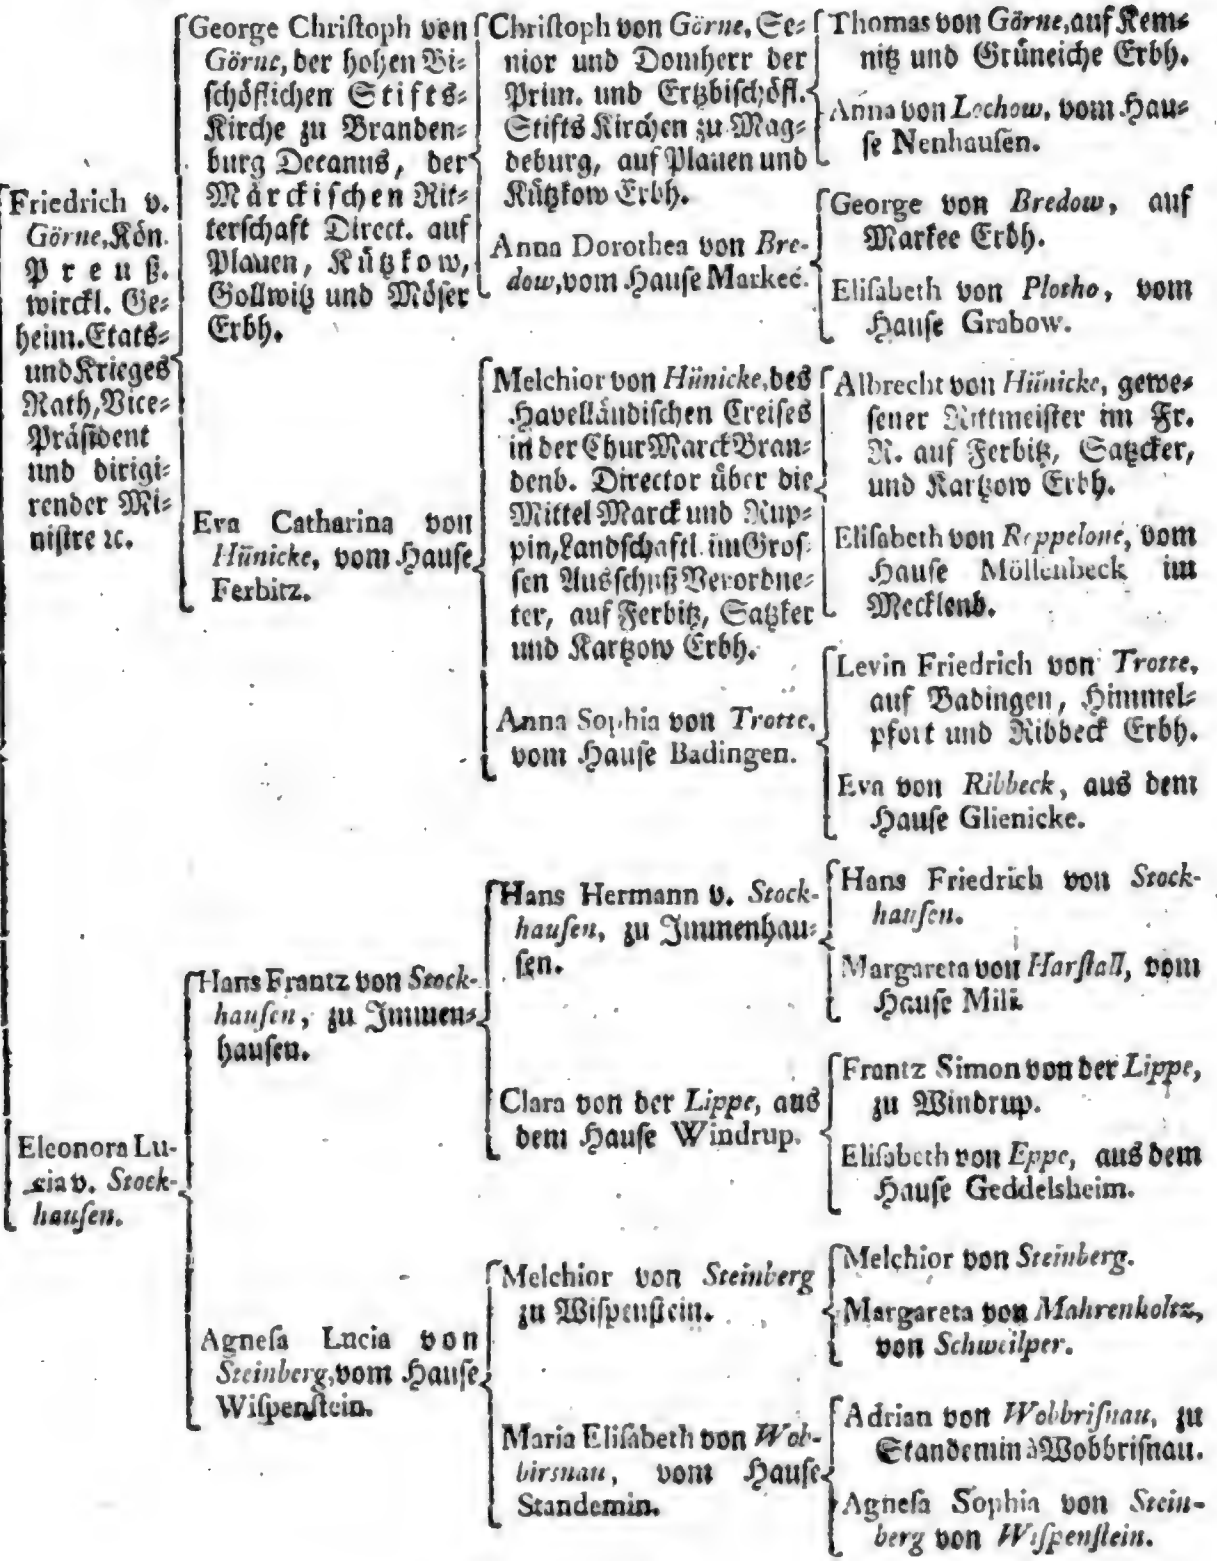 Friedrich v.
Görne, Kön.
Preuß.
wirckl. Ge=
heim. Etats=
und Krieges
Rath, Vice=
Präsident
und dirigi=
render Mi=
nistre ꝛc.
Eleonora Lu-
cia v. Stock-
hauſen.
George Chriſtoph von
Görne, der hohen Bi=
ſchöflichen Stifts=
Kirche zu Branden=
burg Decanus, der
Märckiſchen Rit=
terſchaft Direct. auf
Plauen, Kützkow,
Gollwitz und Möſer
Erbh.
Eva Catharina von
Hünicke, vom Hauſe
Ferbitz.
Hans Frantz von Stock-
hauſen, zu Immen=
hauſen.
Agneſa Lucia von
Steinberg, vom Hauſe
Wiſpenſtein.
Chriſtoph von Görne, Se=
nior und Domherr der
Prim. und Ertzbiſchöfl.
Stifts Kirchen zu Mag=
deburg, auf Plauen und
Kützkow Erbh.
Anna Dorothea von Bre-
dow, vom Hauſe Markee.
Melchior von Hünicke, des
Havelländiſchen Creiſes
in der Chur Marck Bran=
denb. Director über die
Mittel Marck und Rup=
pin, Landſchaftl. im Groſ=
ſen Ausſchuß Verordne=
ter, auf Ferbitz, Satzker
und Kartzow Erbh.
Anna Sophia von Trotte,
vom Hauſe Badingen.
Hans Hermann v. Stock-
hauſen, zu Immenhau=
ſen.
Clara von der Lippe, aus
dem Hauſe Windrup.
Melchior von Steinberg
zu Wiſpenſtein.
Maria Eliſabeth von Wob-
birsnau, vom Hauſe
Standemin.
Thomas von Görne, auf Kem=
nitz und Grüneiche Erbh.
Anna von Lochow, vom Hau=
ſe Nenhauſen.
George von Bredow, auf
Markee Erbh.
Eliſabeth von Plotho, vom
Hauſe Grabow.
Albrecht von Hünicke, gewe=
ſener Rittmeiſter im Fr.
R. auf Ferbitz, Satzcker,
und Kartzow Erbh.
Eliſabeth von Reppelone, vom
Hauſe Möllenbeck im
Mecklenb.
Levin Friedrich von Trotte,
auf Badingen, Himmel=
pfort und Ribbeck Erbh.
Eva von Ribbeck, aus dem
Hauſe Glienicke.
Hans Friedrich von Stock-
hauſen.
Margareta von Harſtall, vom
Hauſe Mila.
Frantz Simon von der Lippe,
zu Windrup.
Eliſabeth von Eppe, aus dem
Hauſe Geddelsheim.
Melchior von Steinberg.
Margareta von Mahrenholtz,
von Schweilper.
Adrian von Wobbriſnau, zu
Standemin à Wobbriſnau.
Agneſa Sophia von Stein-
berg von Wiſpenſtein.